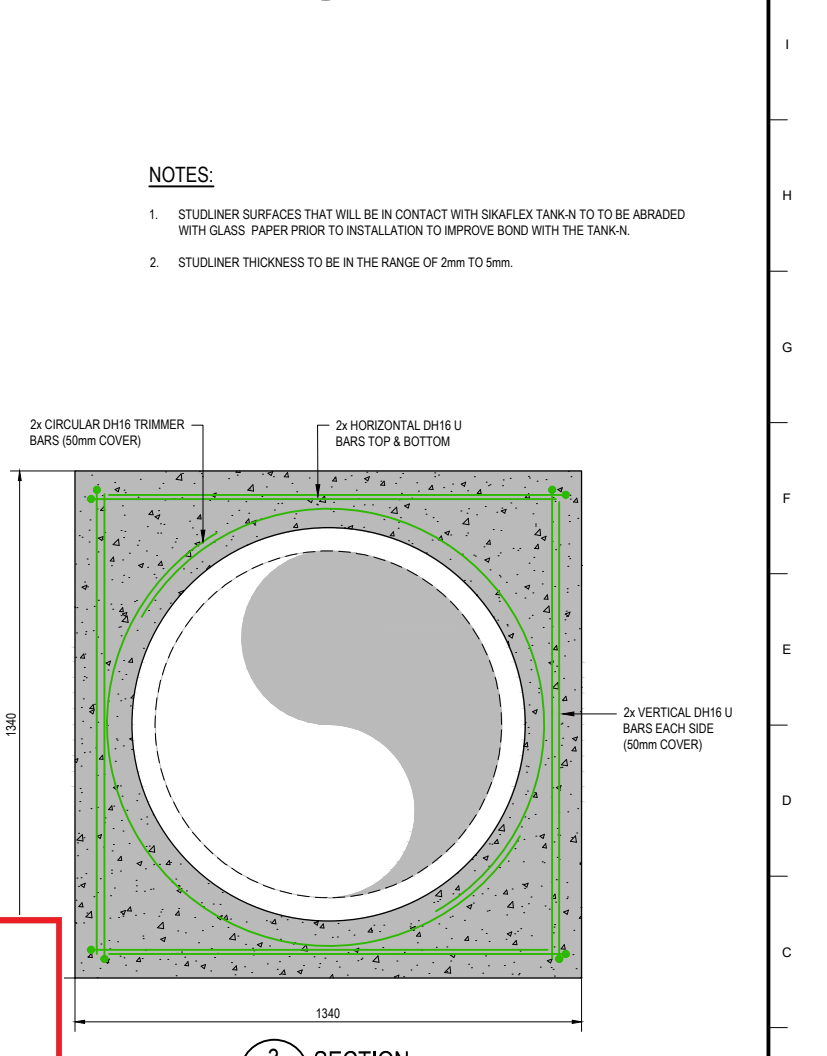 I
H
NOTES:
1. STUDLINER SURFACES THAT WILL BE IN CONTACT WITH SIKAFLEX TANK-N TO TO BE ABRADED
WITH GLASS PAPER PRIOR TO INSTALLATION TO IMPROVE BOND WITH THE TANK-N.
2. STUDLINER THICKNESS TO BE IN THE RANGE OF 2mm TO 5mm.
G
2x CIRCULAR DH16 TRIMMER
BARS (50mm COVER)
2x HORIZONTAL DH16 U
BARS TOP & BOTTOM
F
E
1340
2x VERTICAL DH16 U
BARS EACH SIDE
(50mm COVER)
D
C
1340
2 SECTION